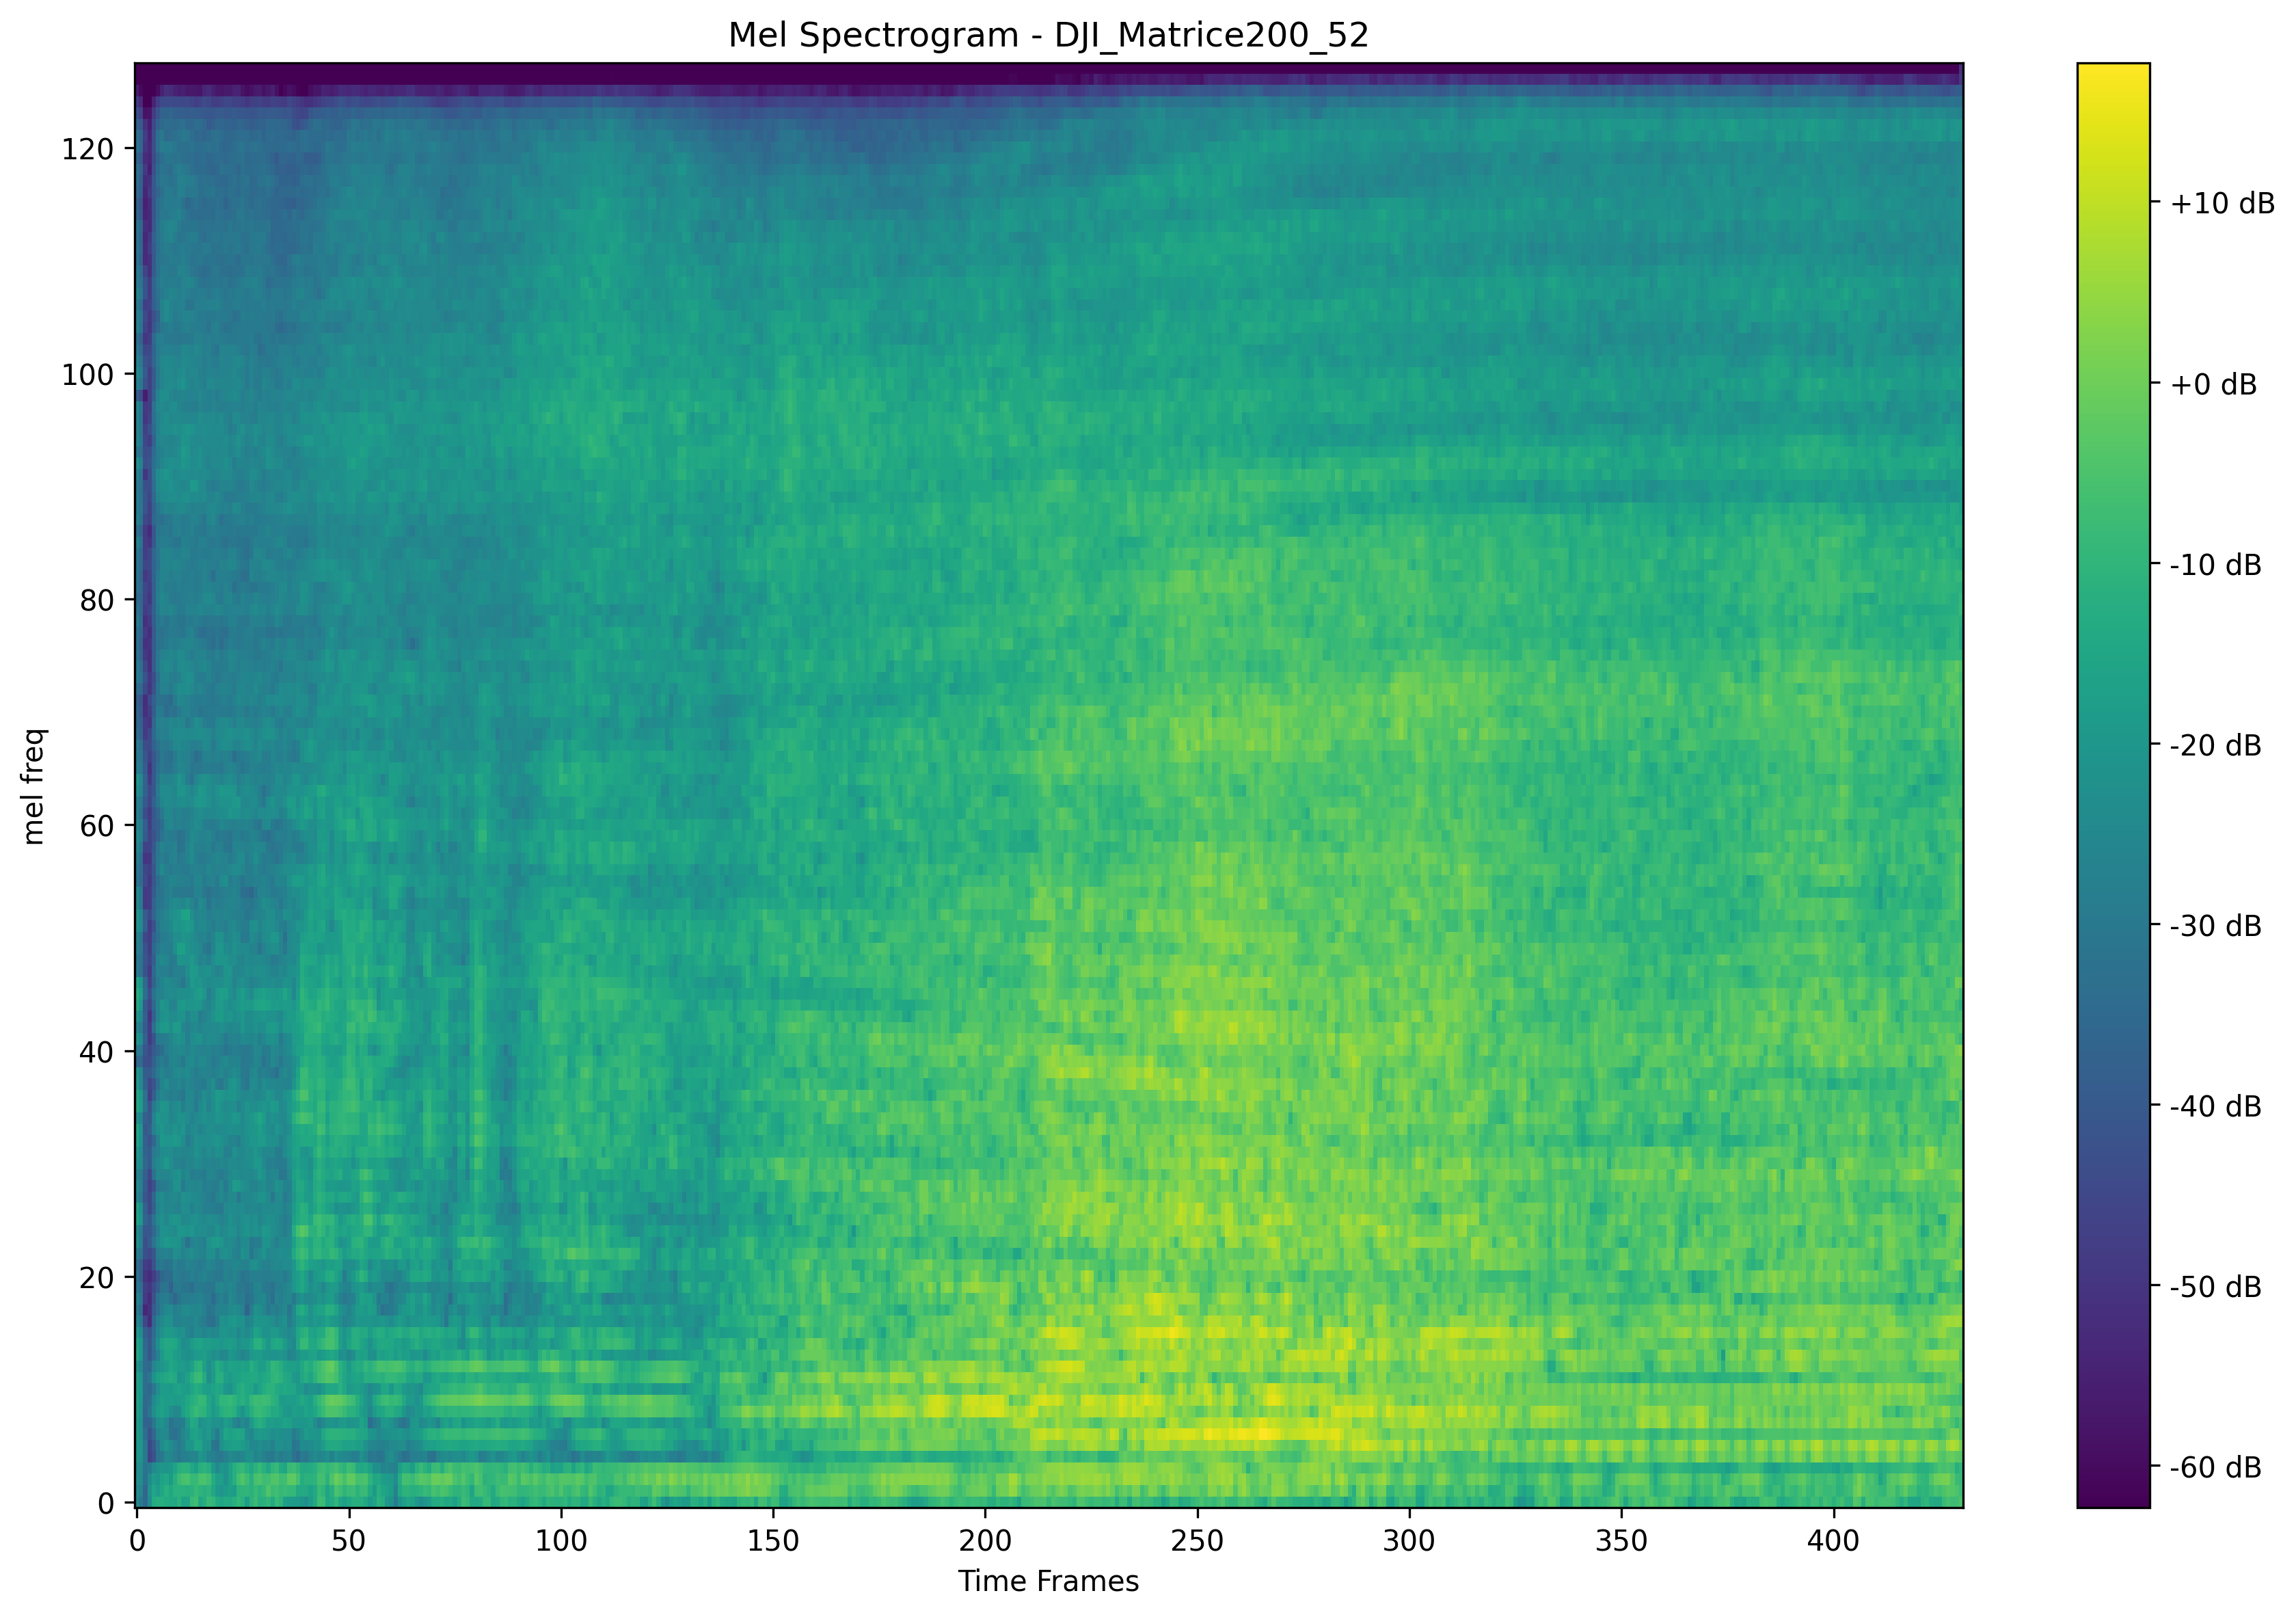 Mel Spectrogram - DJI_Matrice200_52
120
100
80
60
40
20
0
mel freq
0 50 100 150 200 250 300 350 400
Time Frames
+10 dB
+0 dB
-10 dB
-20 dB
-30 dB
-40 dB
-50 dB
-60 dB